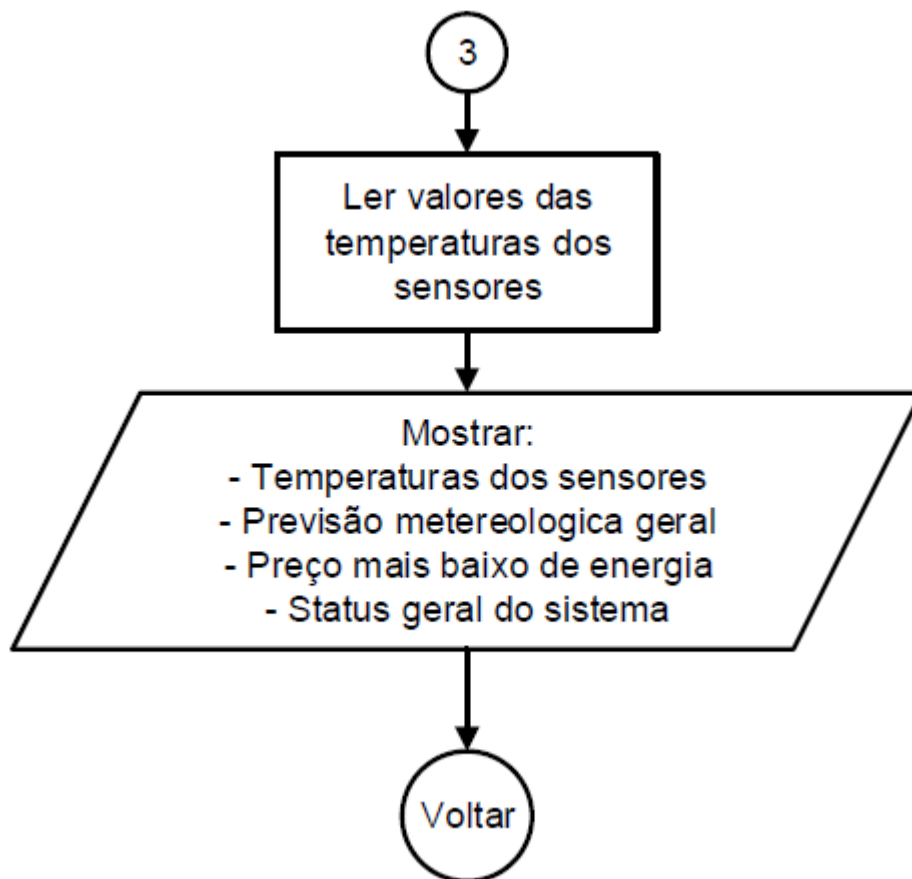 3
Ler valores das
temperaturas dos
sensores
Mostrar:
- Temperaturas dos sensores
- Previsão metereologica geral
- Preço mais baixo de energia
- Status geral do sistema
Voltar